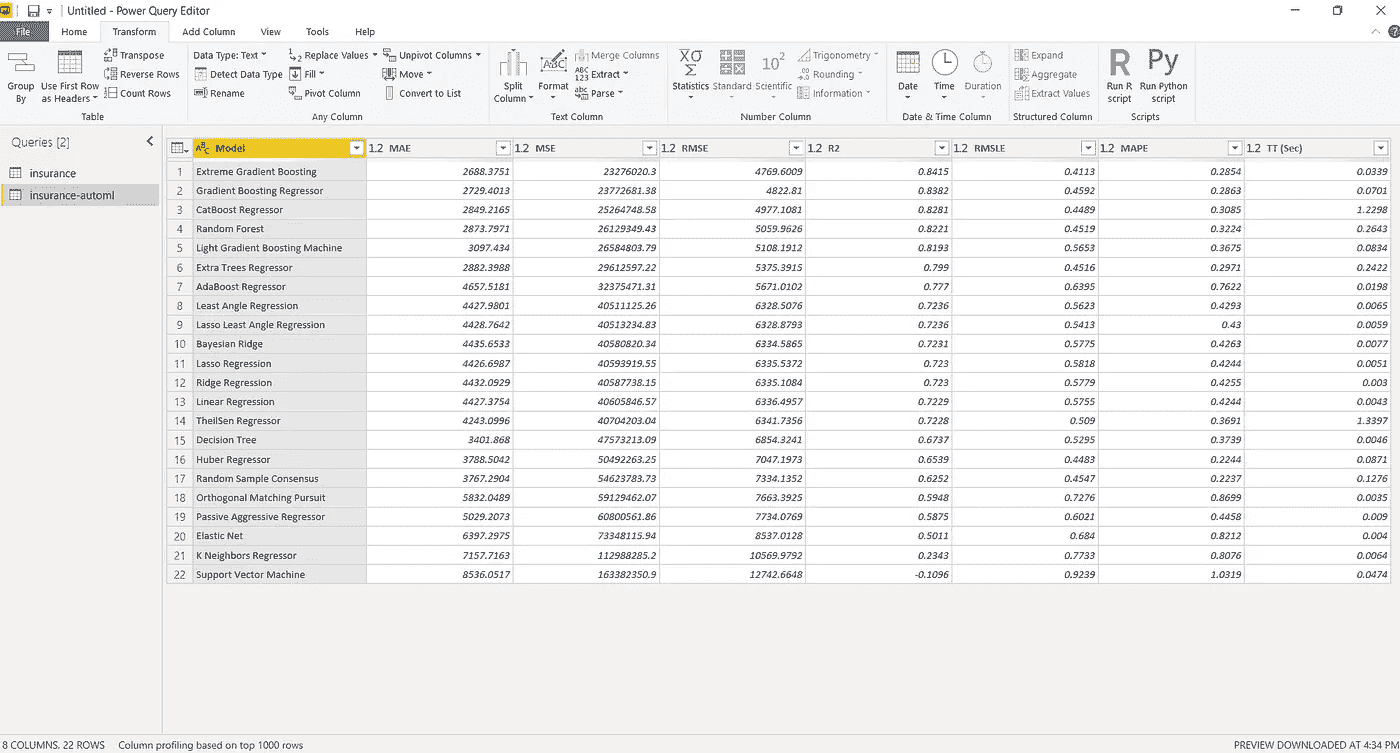 Untitled - Power Query Editor
File Home Transform Add Column View Tools Help
Group By
Use First Row as Headers
Transpose
Reverse Rows
Count Rows
Table
Data Type: Text
Detect Data Type
Rename
Replace Values
Fill
Pivot Column
Unpivot Columns
Move
Convert to List
Any Column
Split Column
Format
Merge Columns
Extract
Parse
Text Column
Statistics
Standard
Scientific
Trigonometry
Rounding
Information
Number Column
Date
Time
Duration
Date & Time Column
Expand
Aggregate
Extract Values
Structured Column
R
Run R script
Py
Run Python script
Scripts
Queries [2]
insurance
insurance-automl
Model 1.2 MAE 1.2 MSE 1.2 RMSE 1.2 R2 1.2 RMSLE 1.2 MAPE 1.2 TT (Sec)
1 Extreme Gradient Boosting 2688.3751 23276020.3 4769.6009 0.8415 0.4113 0.2854 0.0339
2 Gradient Boosting Regressor 2729.4013 23772681.38 4822.81 0.8382 0.4592 0.2863 0.0701
3 CatBoost Regressor 2849.2165 25264748.58 4977.1081 0.8281 0.4489 0.3085 1.2298
4 Random Forest 2873.7971 26129349.43 5059.9626 0.8221 0.4519 0.3224 0.2643
5 Light Gradient Boosting Machine 3097.434 26584803.79 5108.1912 0.8193 0.5653 0.3675 0.0834
6 Extra Trees Regressor 2882.3988 29612597.22 5375.3915 0.799 0.4516 0.2971 0.2422
7 AdaBoost Regressor 4657.5181 32375471.31 5671.0102 0.777 0.6395 0.7622 0.0198
8 Least Angle Regression 4427.9801 40511125.26 6328.5076 0.7236 0.5623 0.4293 0.0065
9 Lasso Least Angle Regression 4428.7642 40513234.83 6328.8793 0.7236 0.5413 0.43 0.0059
10 Bayesian Ridge 4435.6533 40580820.34 6334.5865 0.7231 0.5775 0.4263 0.0077
11 Lasso Regression 4426.6987 40593919.55 6335.5372 0.723 0.5818 0.4244 0.0051
12 Ridge Regression 4432.0929 40587738.15 6335.1084 0.723 0.5779 0.4255 0.003
13 Linear Regression 4427.3754 40605846.57 6336.4957 0.7229 0.5755 0.4244 0.0043
14 TheilSen Regressor 4243.0996 40704203.04 6341.7356 0.7228 0.509 0.3691 1.3397
15 Decision Tree 3401.868 47573213.09 6854.3241 0.6737 0.5295 0.3739 0.0046
16 Huber Regressor 3788.5042 50492263.25 7047.1973 0.6539 0.4483 0.2244 0.0871
17 Random Sample Consensus 3767.2904 54623783.73 7334.1352 0.6252 0.4547 0.2237 0.1276
18 Orthogonal Matching Pursuit 5832.0489 59129462.07 7663.3925 0.5948 0.7276 0.8699 0.0035
19 Passive Aggressive Regressor 5029.2073 60800561.86 7734.0769 0.5875 0.6021 0.4458 0.009
20 Elastic Net 6397.2975 73348115.94 8537.0128 0.5011 0.684 0.8212 0.004
21 K Neighbors Regressor 7157.7163 112988285.2 10569.9792 0.2343 0.7733 0.8076 0.0064
22 Support Vector Machine 8536.0517 163382350.9 12742.6648 -0.1096 0.9239 1.0319 0.0474
8 COLUMNS, 22 ROWS Column profiling based on top 1000 rows PREVIEW DOWNLOADED AT 4:34 PM